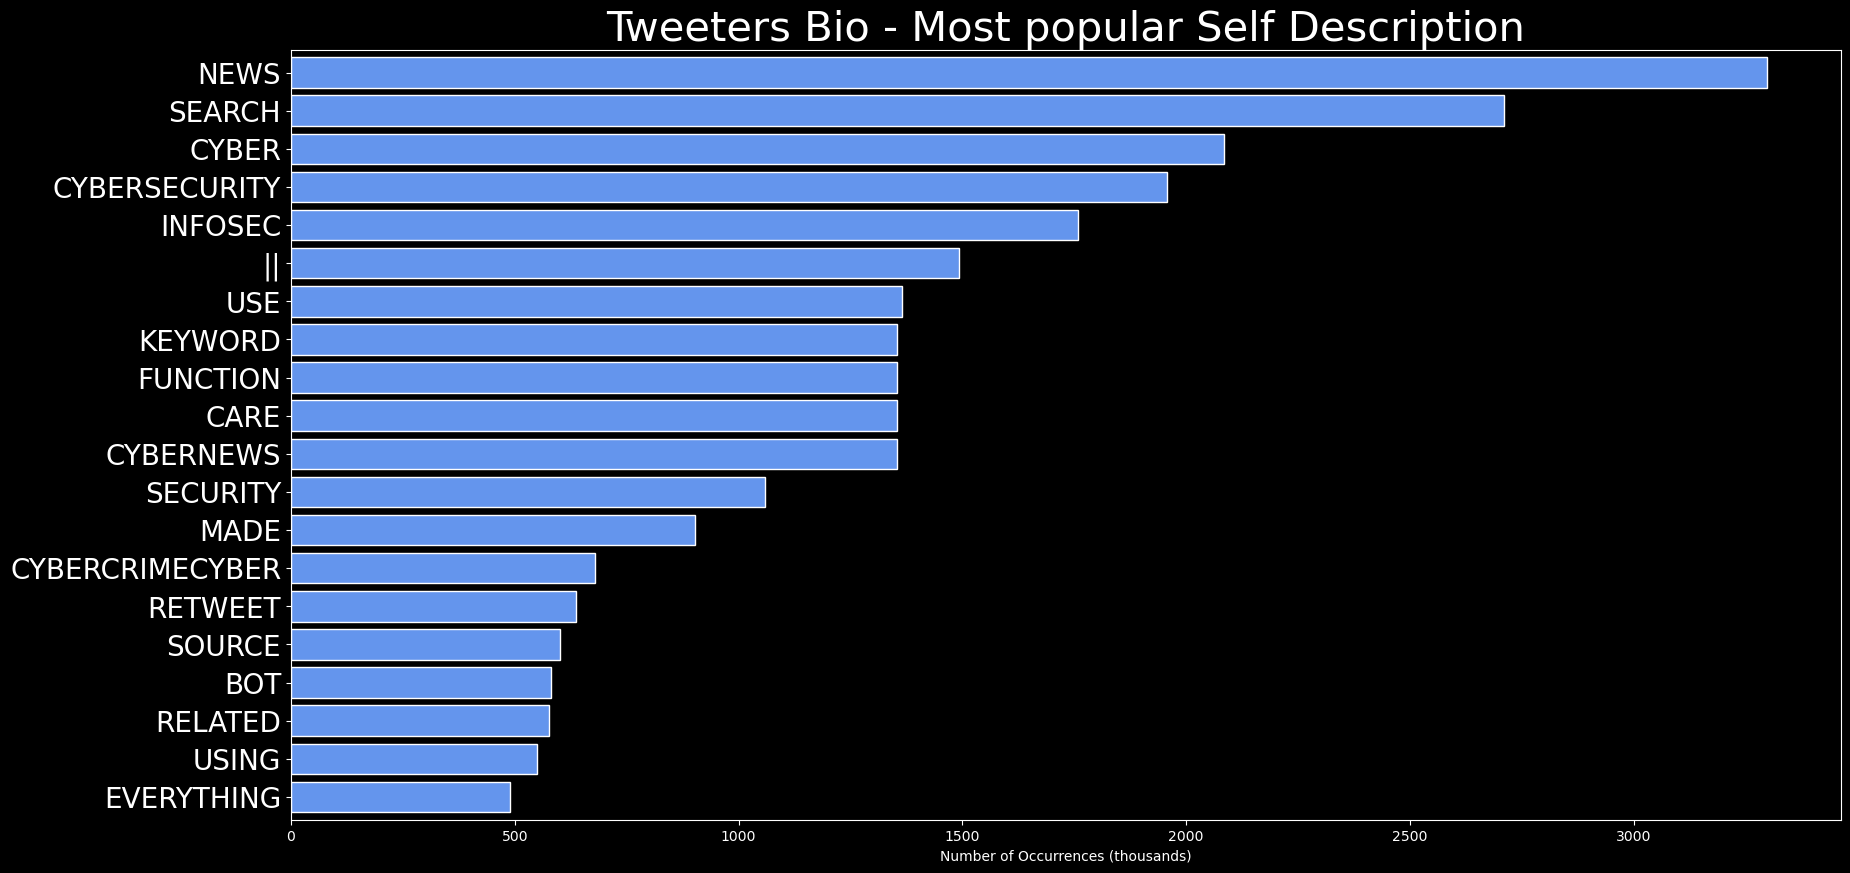 Tweeters Bio - Most popular Self Description
NEWS
SEARCH
CYBER
CYBERSECURITY
INFOSEC
||
USE
KEYWORD
FUNCTION
CARE
CYBERNEWS
SECURITY
MADE
CYBERCRIMECYBER
RETWEET
SOURCE
BOT
RELATED
USING
EVERYTHING
0 500 1000 1500 2000 2500 3000
Number of Occurrences (thousands)